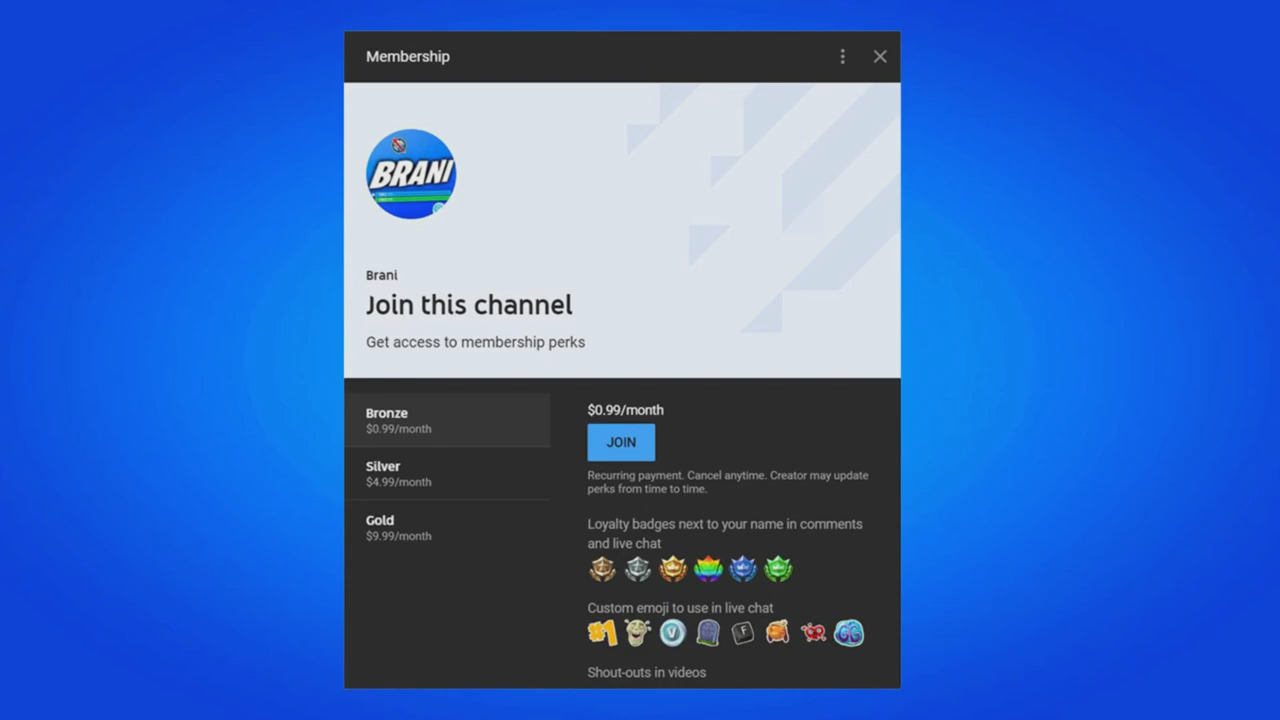 Membership
BRANI
Brani
Join this channel
Get access to membership perks
Bronze
$0.99/month
Silver
$4.99/month
Gold
$9.99/month
$0.99/month
JOIN
Recurring payment. Cancel anytime. Creator may update
perks from time to time.
Loyalty badges next to your name in comments
and live chat
Custom emoji to use in live chat
#1
V
F
GG
Shout-outs in videos